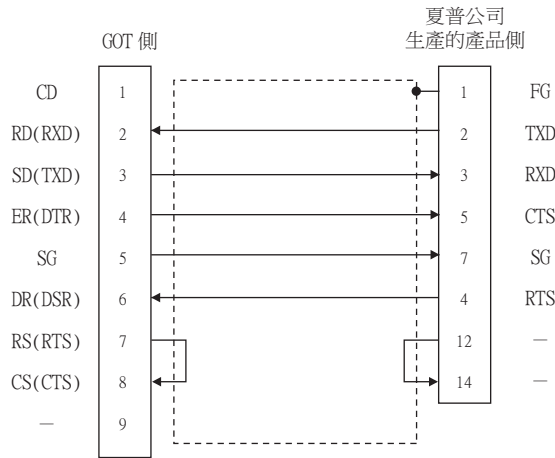 夏普公司
GOT 側 生產的產品側
CD 1 1 FG
RD(RXD) 2 2 TXD
SD(TXD) 3 3 RXD
ER(DTR) 4 5 CTS
SG 5 7 SG
DR(DSR) 6 4 RTS
RS(RTS) 7 12 －
CS(CTS) 8 14 －
－ 9